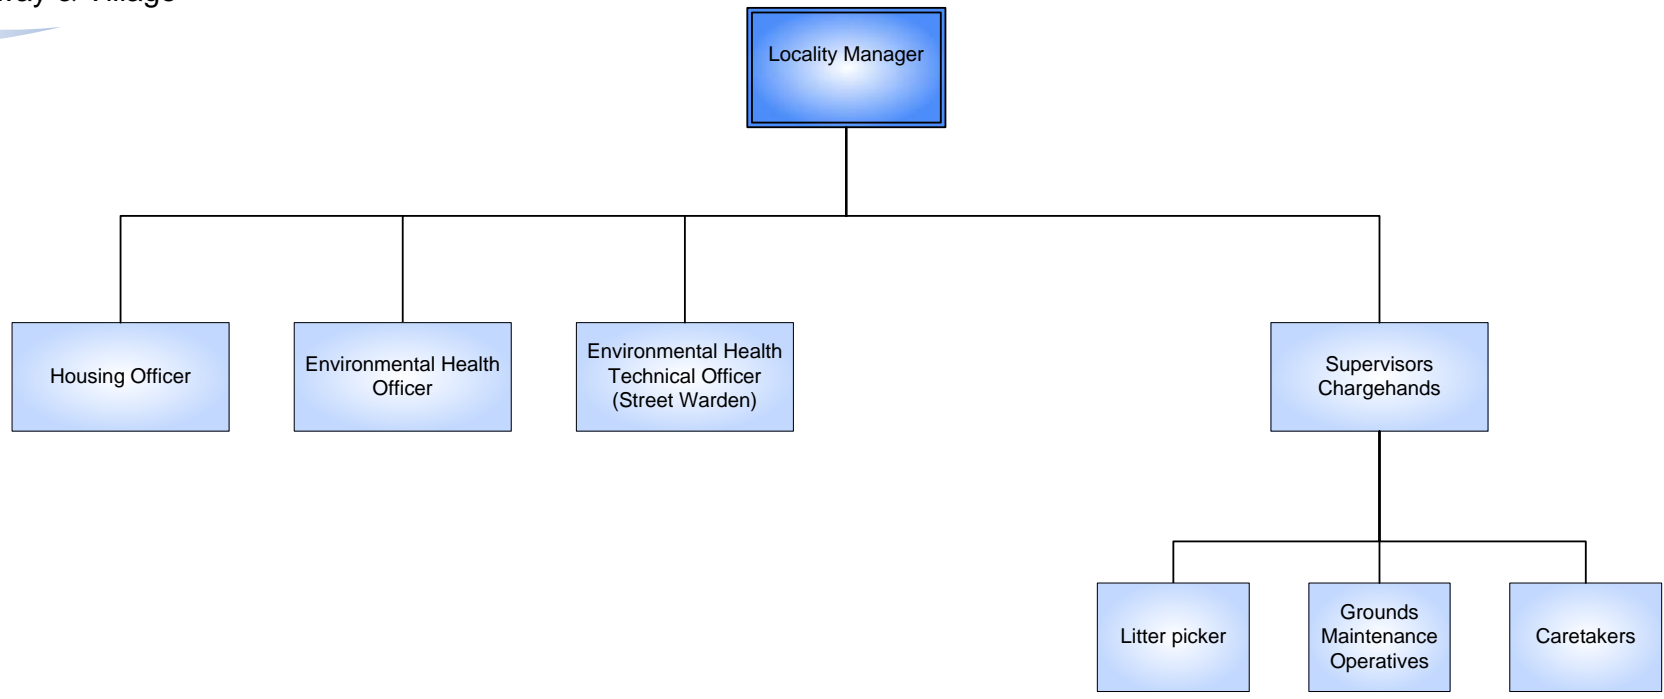 & Village
Locality Manager
Housing Officer
Environmental Health
Officer
Environmental Health
Technical Officer
(Street Warden)
Supervisors
Chargehands
Litter picker
Grounds
Maintenance
Operatives
Caretakers